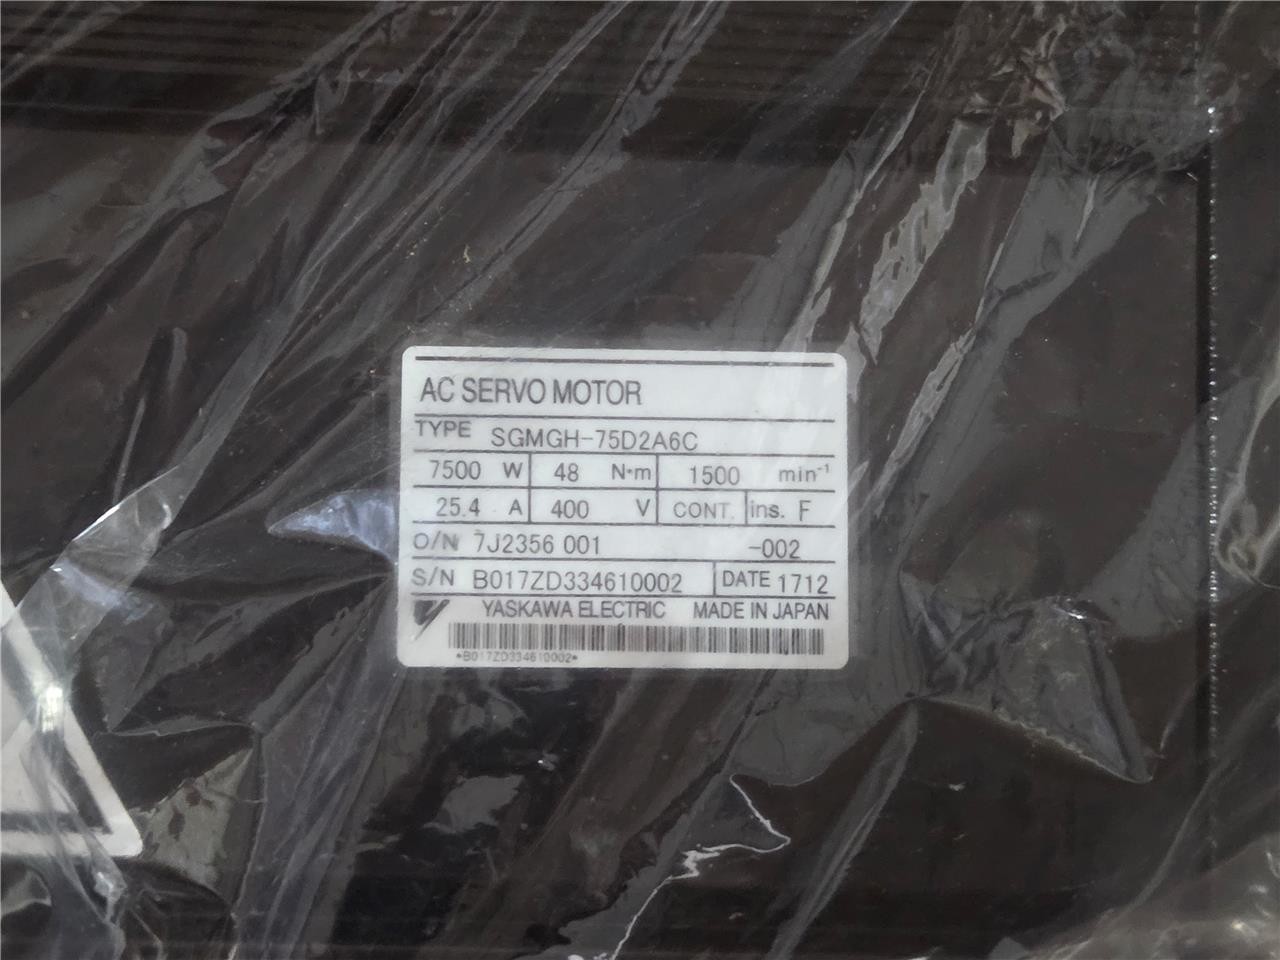 AC SERVO MOTOR
TYPE SGMGH-75D2A6C
7500 W 48 N·m 1500 min⁻¹
25.4 A 400 V CONT. ins. F
O/N 7J2356 001 -002
S/N B017ZD334610002 DATE 1712
YASKAWA ELECTRIC MADE IN JAPAN
*B017ZD334610002*